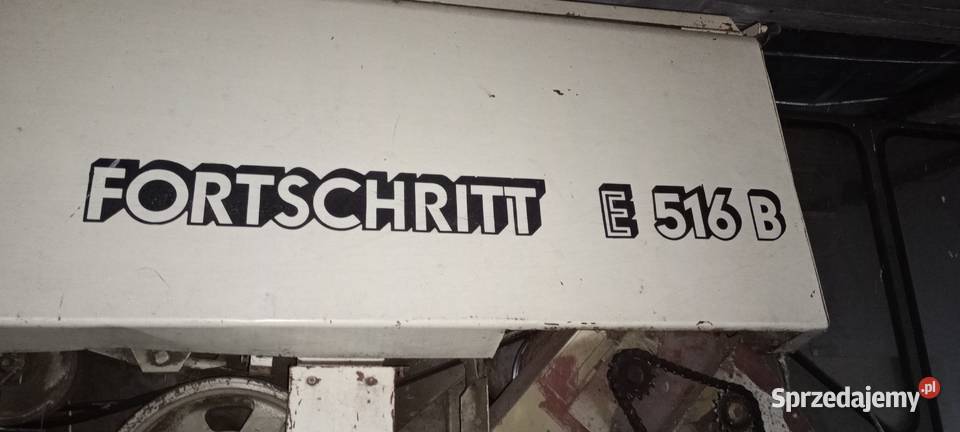 FORTSCHRITT E 516 B
Sprzedajemy.pl